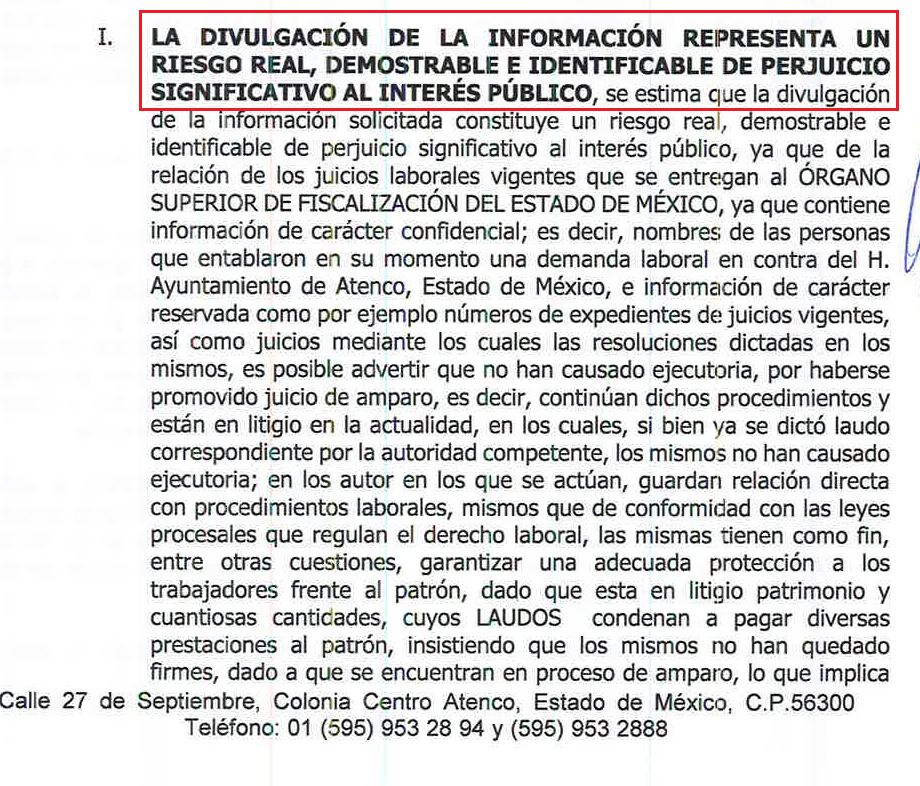 I. LA DIVULGACIÓN DE LA INFORMACIÓN REPRESENTA UN
RIESGO REAL, DEMOSTRABLE E IDENTIFICABLE DE PERJUICIO
SIGNIFICATIVO AL INTERÉS PÚBLICO, se estima que la divulgación
de la información solicitada constituye un riesgo real, demostrable e
identificable de perjuicio significativo al interés público, ya que de la
relación de los juicios laborales vigentes que se entregan al ÓRGANO
SUPERIOR DE FISCALIZACIÓN DEL ESTADO DE MÉXICO, ya que contiene
información de carácter confidencial; es decir, nombres de las personas
que entablaron en su momento una demanda laboral en contra del H.
Ayuntamiento de Atenco, Estado de México, e información de carácter
reservada como por ejemplo números de expedientes de juicios vigentes,
así como juicios mediante los cuales las resoluciones dictadas en los
mismos, es posible advertir que no han causado ejecutoria, por haberse
promovido juicio de amparo, es decir, continúan dichos procedimientos y
están en litigio en la actualidad, en los cuales, si bien ya se dictó laudo
correspondiente por la autoridad competente, los mismos no han causado
ejecutoria; en los autor en los que se actúan, guardan relación directa
con procedimientos laborales, mismos que de conformidad con las leyes
procesales que regulan el derecho laboral, las mismas tienen como fin,
entre otras cuestiones, garantizar una adecuada protección a los
trabajadores frente al patrón, dado que esta en litigio patrimonio y
cuantiosas cantidades, cuyos LAUDOS condenan a pagar diversas
prestaciones al patrón, insistiendo que los mismos no han quedado
firmes, dado a que se encuentran en proceso de amparo, lo que implica
Calle 27 de Septiembre, Colonia Centro Atenco, Estado de México, C.P.56300
Teléfono: 01 (595) 953 28 94 y (595) 953 2888